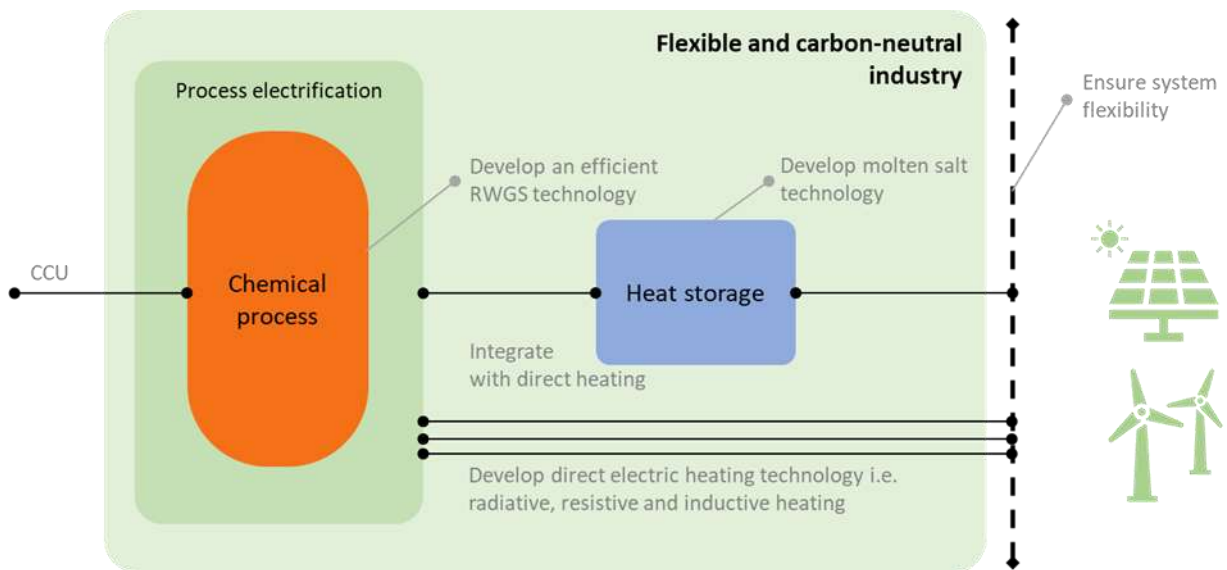 Flexible and carbon-neutral
industry
Ensure system
flexibility
Process electrification
Develop an efficient
RWGS technology
Develop molten salt
technology
CCU
Chemical
process
Heat storage
Integrate
with direct heating
Develop direct electric heating technology i.e.
radiative, resistive and inductive heating